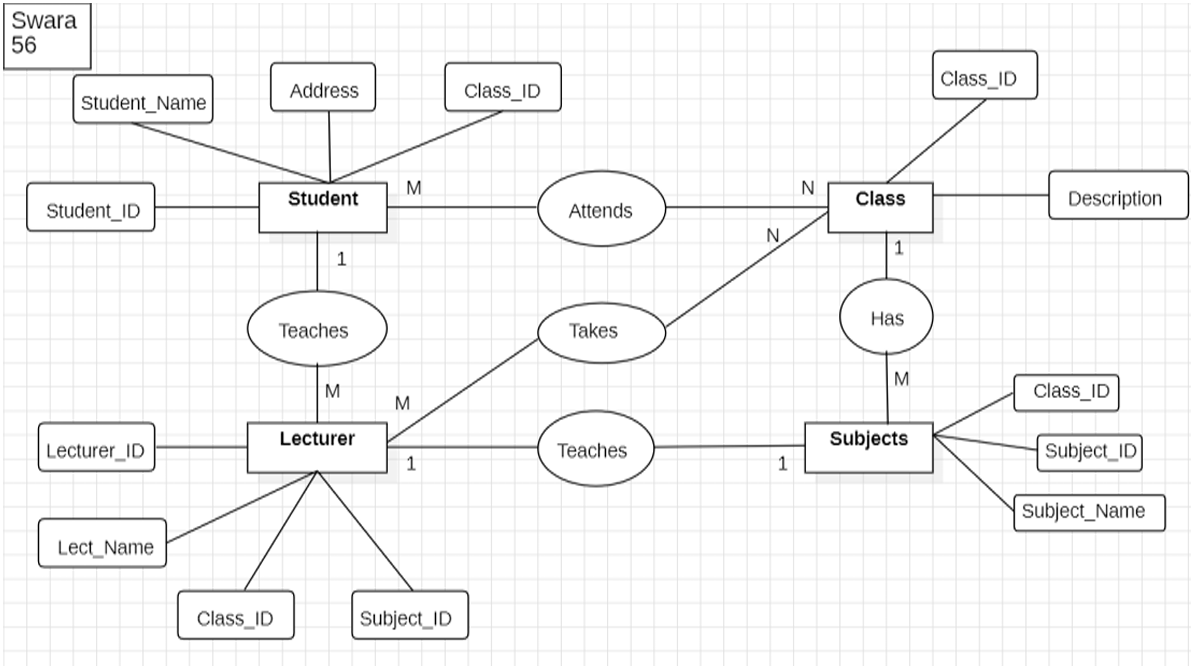 Swara
56
Student_Name
Address
Class_ID
Class_ID
Student_ID
Student
M
Attends
N
Class
Description
1
N
1
Teaches
Takes
Has
M
M
M
Class_ID
Lecturer_ID
Lecturer
1
Teaches
1
Subjects
Subject_ID
Subject_Name
Lect_Name
Class_ID
Subject_ID